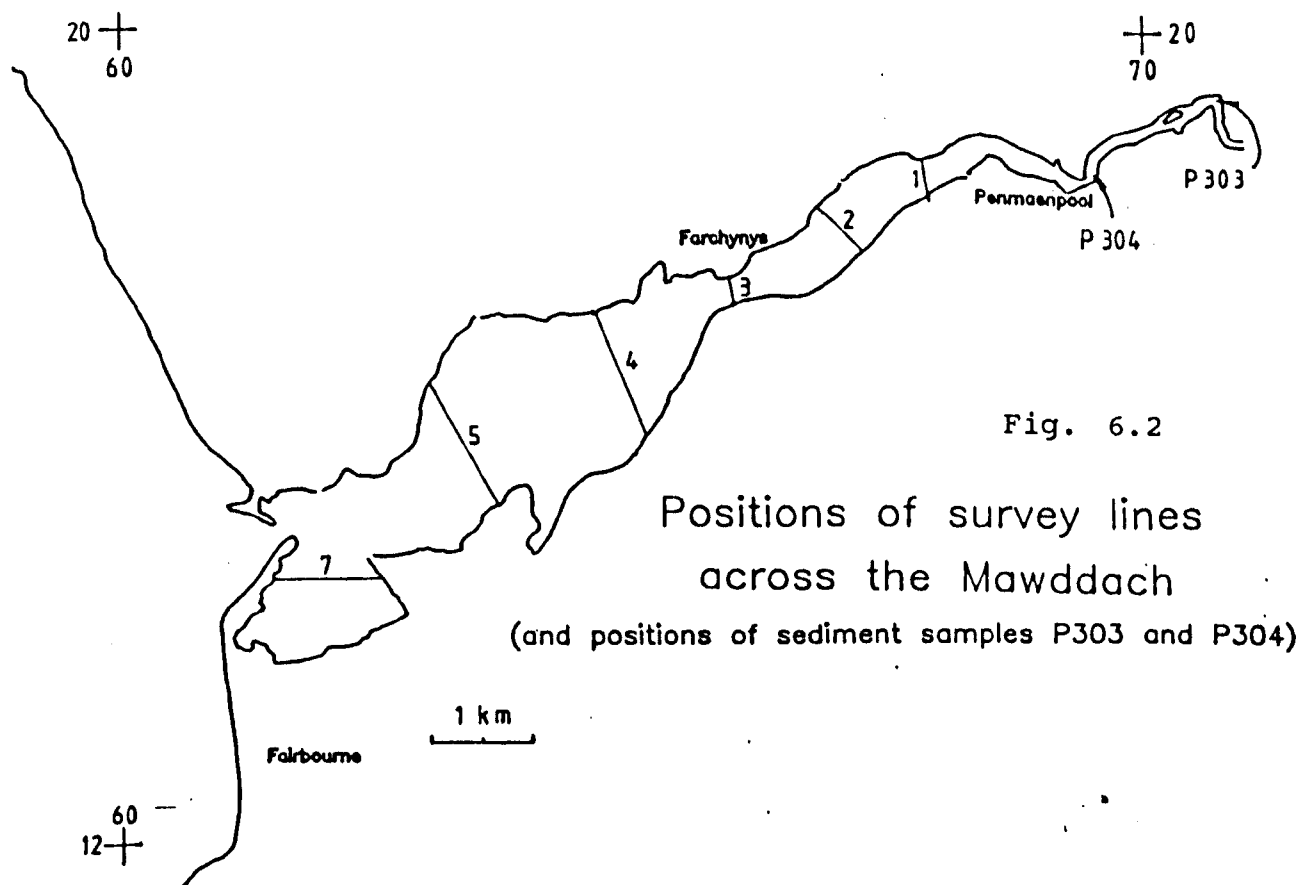 20
60
20
70
P303
1
Penmaenpool
P 304
2
Farchynys
3
4
5
7
Fig. 6.2
Positions of survey lines
across the Mawddach
(and positions of sediment samples P303 and P304)
1 km
Fairbourne
60
12